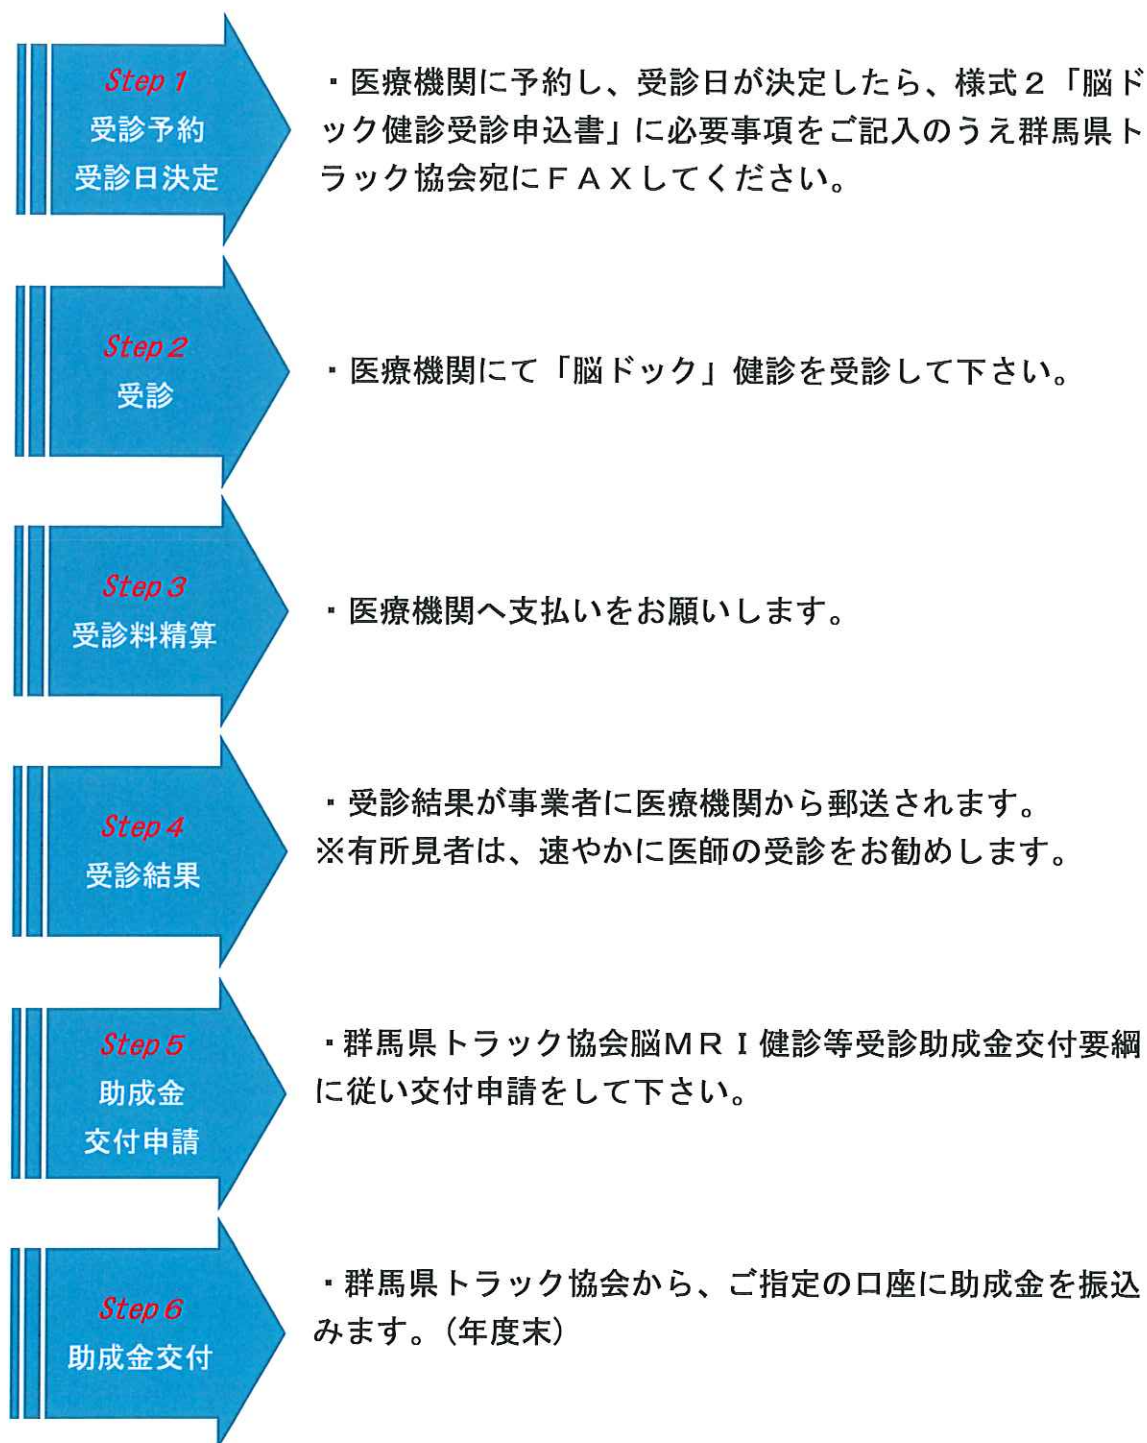 Step 1
受診予約
受診日決定
・医療機関に予約し、受診日が決定したら、様式２「脳ド
ック健診受診申込書」に必要事項をご記入のうえ群馬県ト
ラック協会宛にＦＡＸしてください。
Step 2
受診
・医療機関にて「脳ドック」健診を受診して下さい。
Step 3
受診料精算
・医療機関へ支払いをお願いします。
Step 4
受診結果
・受診結果が事業者に医療機関から郵送されます。
※有所見者は、速やかに医師の受診をお勧めします。
Step 5
助成金
交付申請
・群馬県トラック協会脳ＭＲＩ健診等受診助成金交付要綱
に従い交付申請をして下さい。
Step 6
助成金交付
・群馬県トラック協会から、ご指定の口座に助成金を振込
みます。（年度末）